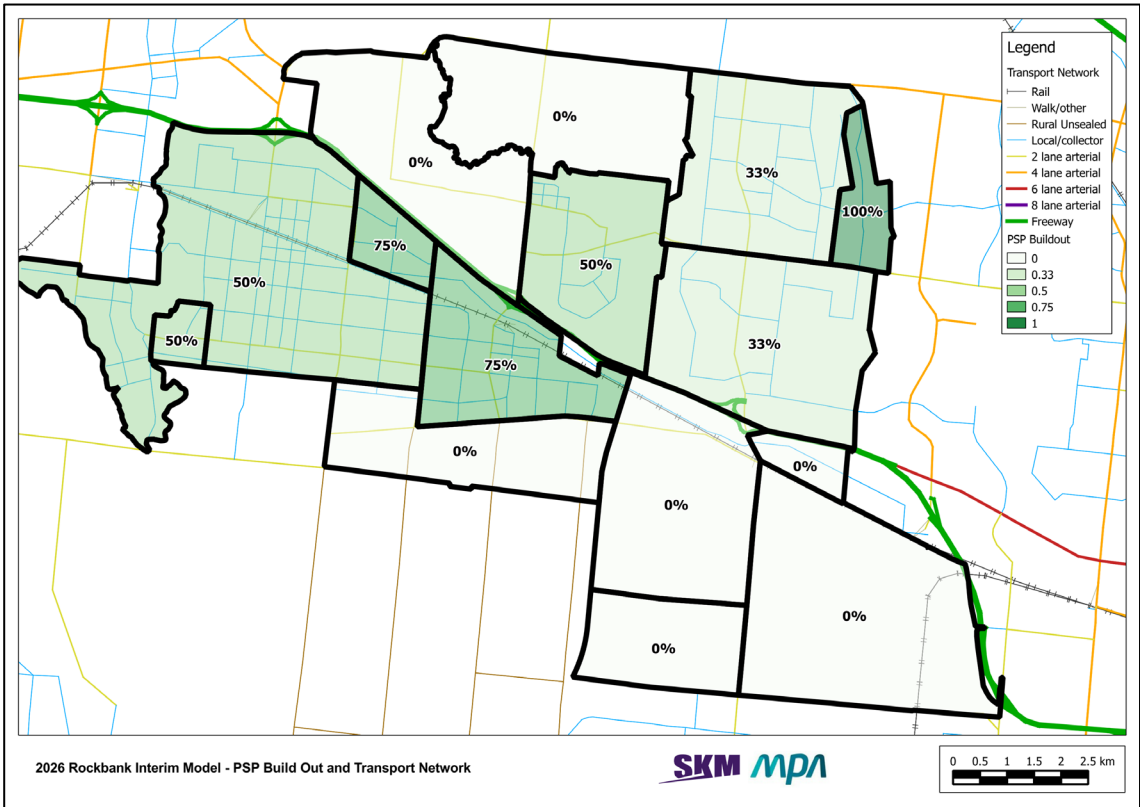 0%
0%
33%
100%
75%
50%
50%
50%
33%
75%
0%
0%
0%
0%
0%
Legend
Transport Network
Rail
Walk/other
Rural Unsealed
Local/collector
2 lane arterial
4 lane arterial
6 lane arterial
8 lane arterial
Freeway
PSP Buildout
0
0.33
0.5
0.75
1
2026 Rockbank Interim Model - PSP Build Out and Transport Network
SKM MPA
0 0.5 1 1.5 2 2.5 km